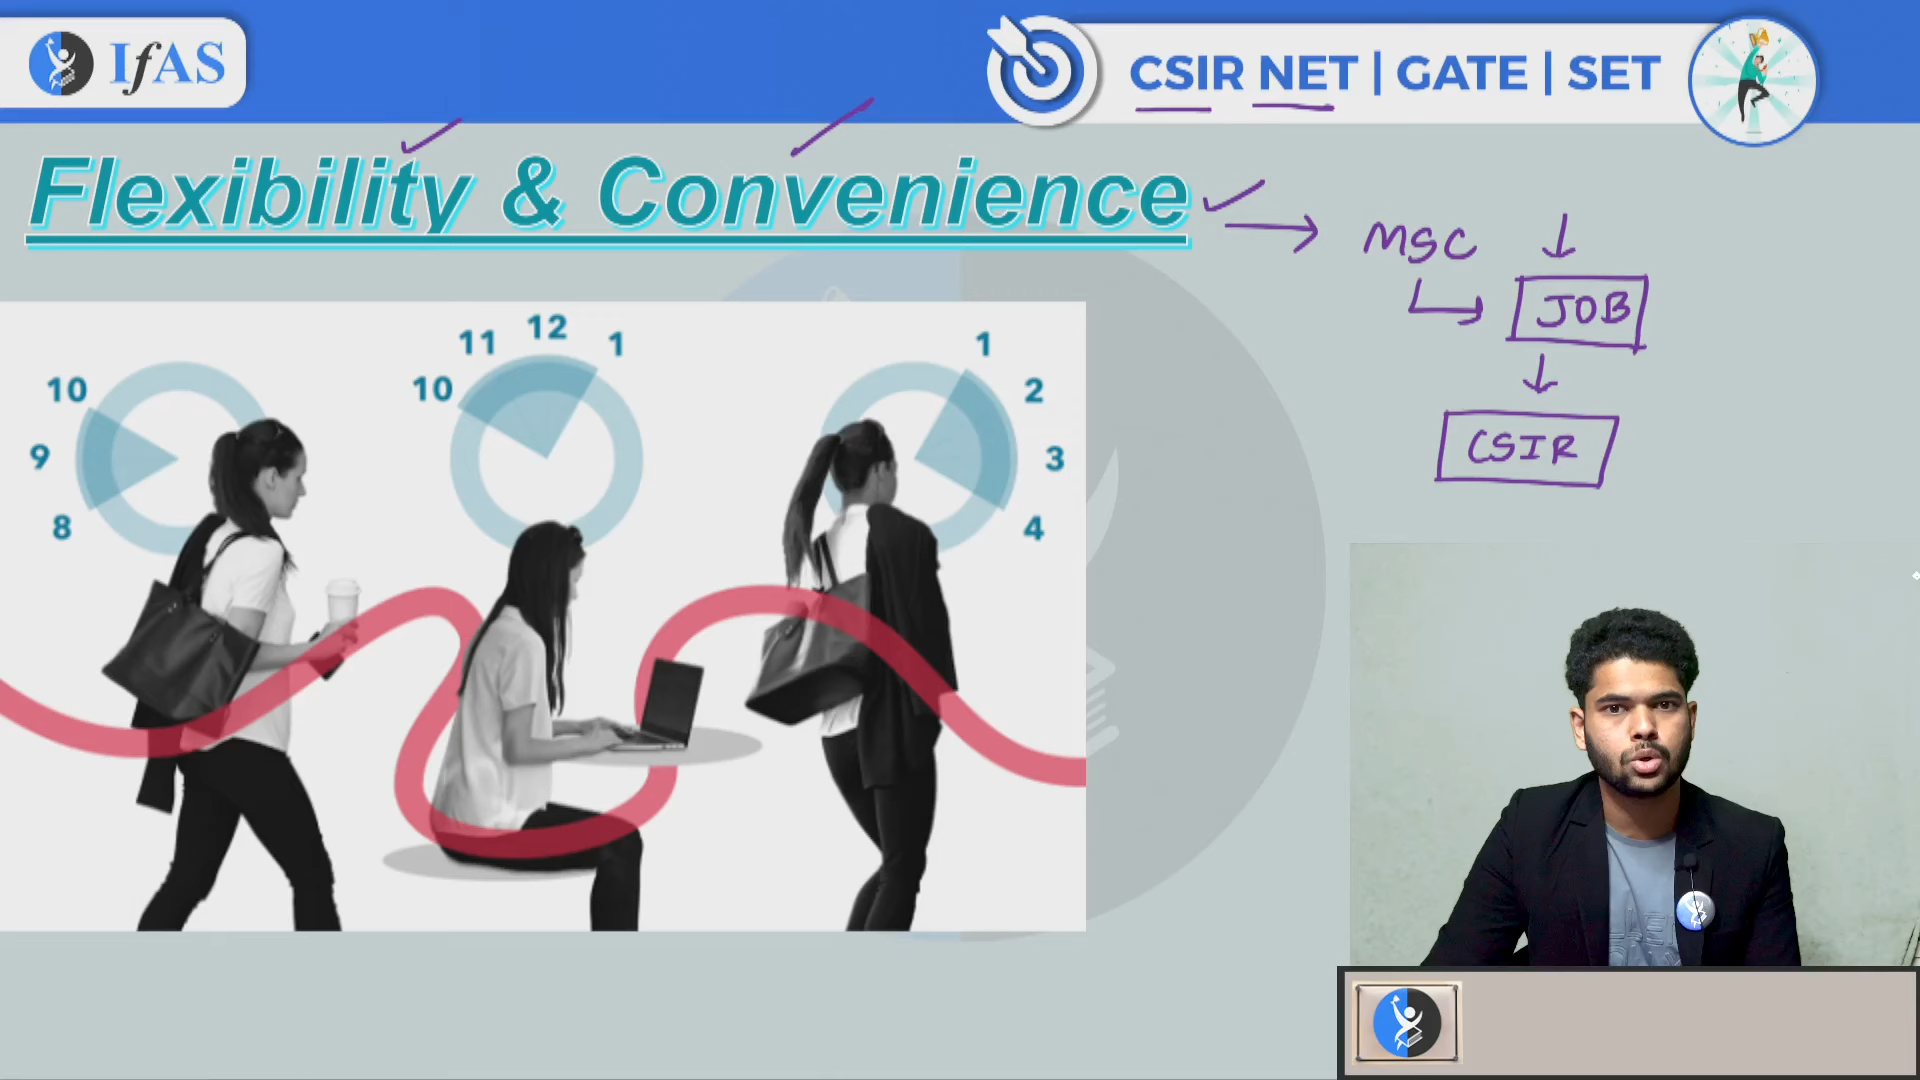 IfAS
CSIR NET | GATE | SET
Flexibility & Convenience
MSC
JOB
CSIR
10
9
8
10
11
12
1
1
2
3
4